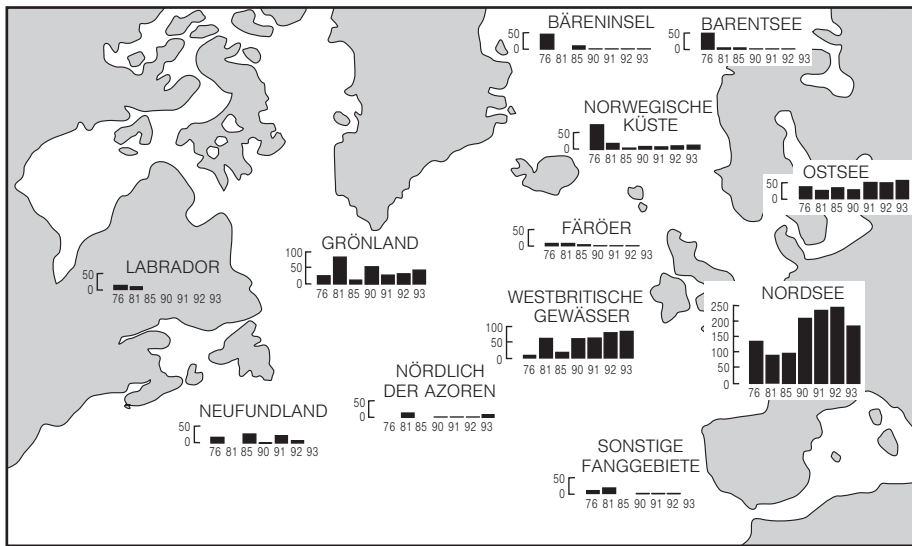 BÄRENINSEL
50
0
76 81 85 90 91 92 93
BARENTSEE
50
0
76 81 85 90 91 92 93
NORWEGISCHE
KÜSTE
50
0
76 81 85 90 91 92 93
OSTSEE
50
0
76 81 85 90 91 92 93
FÄRÖER
50
0
76 81 85 90 91 92 93
GRÖNLAND
100
50
0
76 81 85 90 91 92 93
LABRADOR
50
0
76 81 85 90 91 92 93
WESTBRITISCHE
GEWÄSSER
100
50
0
76 81 85 90 91 92 93
NORDSEE
250
200
150
100
50
0
76 81 85 90 91 92 93
NÖRDLICH
DER AZOREN
50
0
76 81 85 90 91 92 93
NEUFUNDLAND
50
0
76 81 85 90 91 92 93
SONSTIGE
FANGGEBIETE
50
0
76 81 85 90 91 92 93